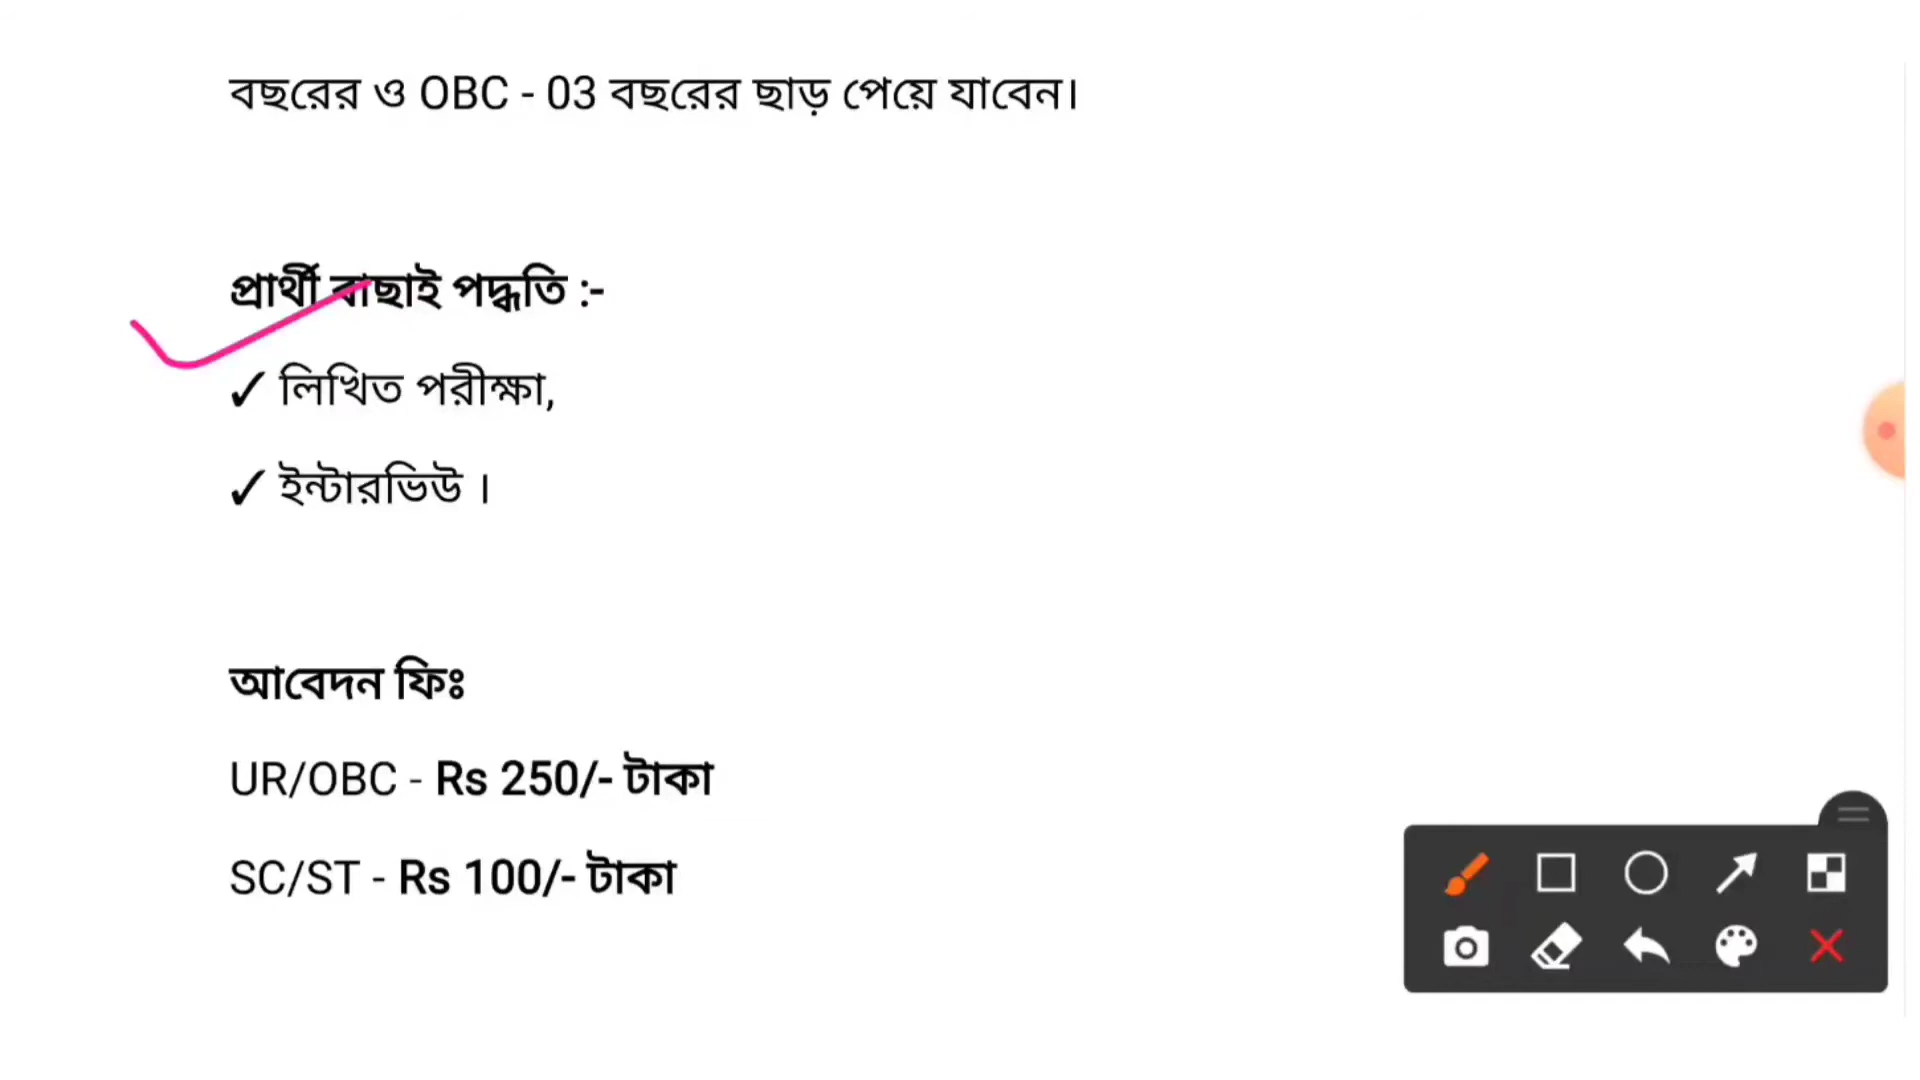 বছরের ও OBC - 03 বছরের ছাড় পেয়ে যাবেন।
প্রার্থী বাছাই পদ্ধতি :-
✓ লিখিত পরীক্ষা,
✓ ইন্টারভিউ ।
আবেদন ফিঃ
UR/OBC - Rs 250/- টাকা
SC/ST - Rs 100/- টাকা